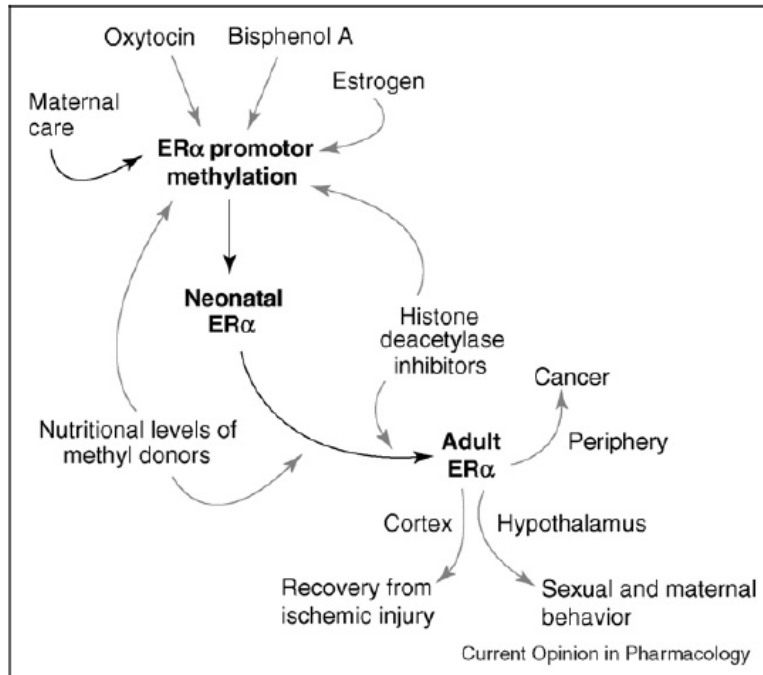 Oxytocin
Bisphenol A
Estrogen
Maternal
care
ERα promotor
methylation
Neonatal
ERα
Histone
deacetylase
inhibitors
Cancer
Nutritional levels of
methyl donors
Adult
ERα
Periphery
Cortex
Hypothalamus
Recovery from
ischemic injury
Sexual and maternal
behavior
Current Opinion in Pharmacology